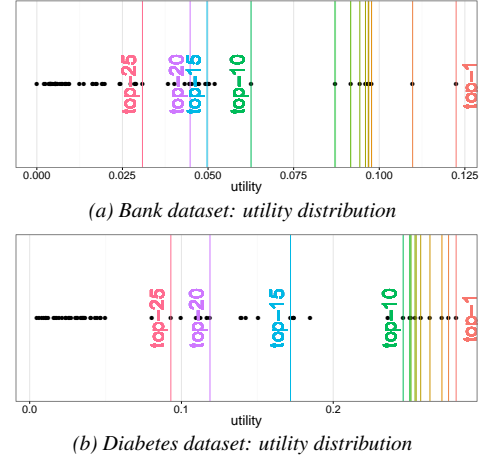 top−25
top−20
top−15
top−10
top−1
0.000 0.025 0.050 0.075 0.100 0.125
utility
(a) Bank dataset: utility distribution
top−25
top−20
top−15
top−10
top−1
0.0 0.1 0.2
utility
(b) Diabetes dataset: utility distribution